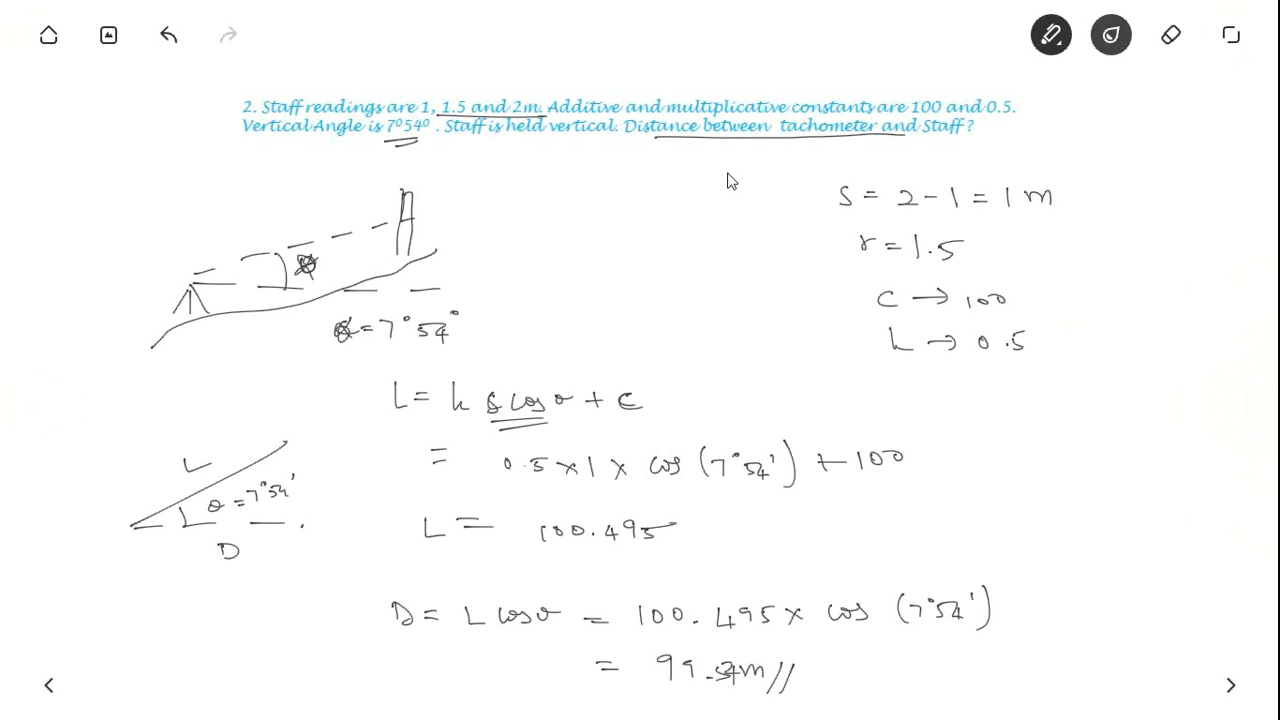 2. Staff readings are 1, 1.5 and 2m. Additive and multiplicative constants are 100 and 0.5.
Vertical Angle is 7⁰54⁰ . Staff is held vertical. Distance between tachometer and Staff?
S = 2 - 1 = 1 m
r = 1.5
C → 100
k → 0.5
= 7° 54°
L = k S cos θ + C
= 0.5 × 1 × cos (7°54') + 100
L = 100.495
L
θ = 7°54'
D
D = L cos θ = 100.495 × cos (7°54')
= 99.54m //